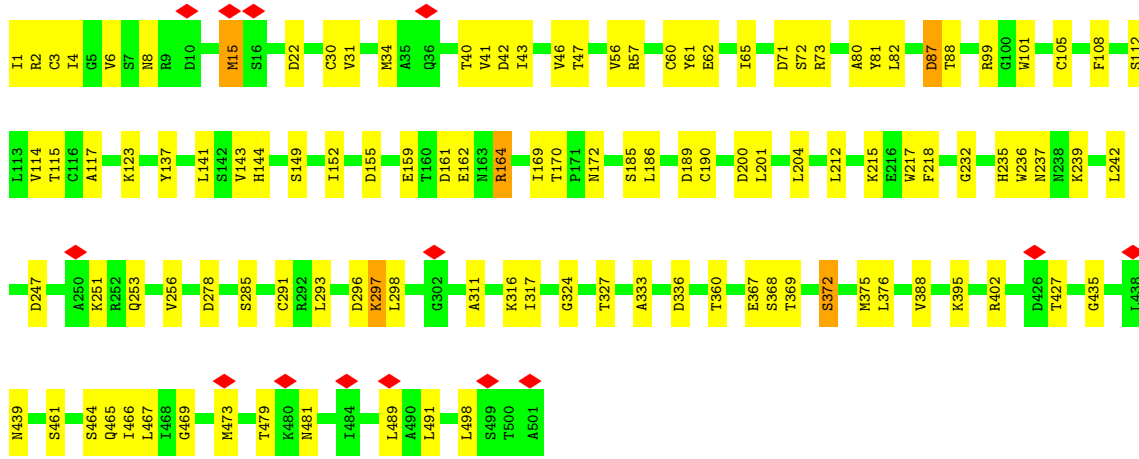 I1 R2 C3 I4 G5 V6 S7 N8 R9 D10 M15 S16 D22 C30 V31 M34 A35 Q36 T40 V41 D42 I43 V46 T47 V56 R57 C60 Y61 E62 I65 D71 S72 R73 A80 Y81 L82 D87 T88 R99 G100 W101 C105 F108 S112
L113 V114 T115 C116 A117 K123 Y137 L141 S142 V143 H144 S149 I152 D155 E159 T160 D161 E162 N163 R164 I169 T170 P171 N172 S185 L186 D189 C190 D200 L201 L204 L212 K215 E216 W217 F218 G232 H235 W236 N237 N238 K239 L242
D247 A250 K251 R252 Q253 V256 D278 S285 C291 R292 L293 D296 K297 L298 G302 A311 K316 I317 G324 T327 A333 D336 T360 E367 S368 T369 S372 M375 L376 V388 K395 R402 D426 T427 G435 L438
N439 S461 S464 Q465 I466 L467 I468 G469 M473 T479 K480 N481 I484 L489 A490 L491 L498 S499 T500 A501